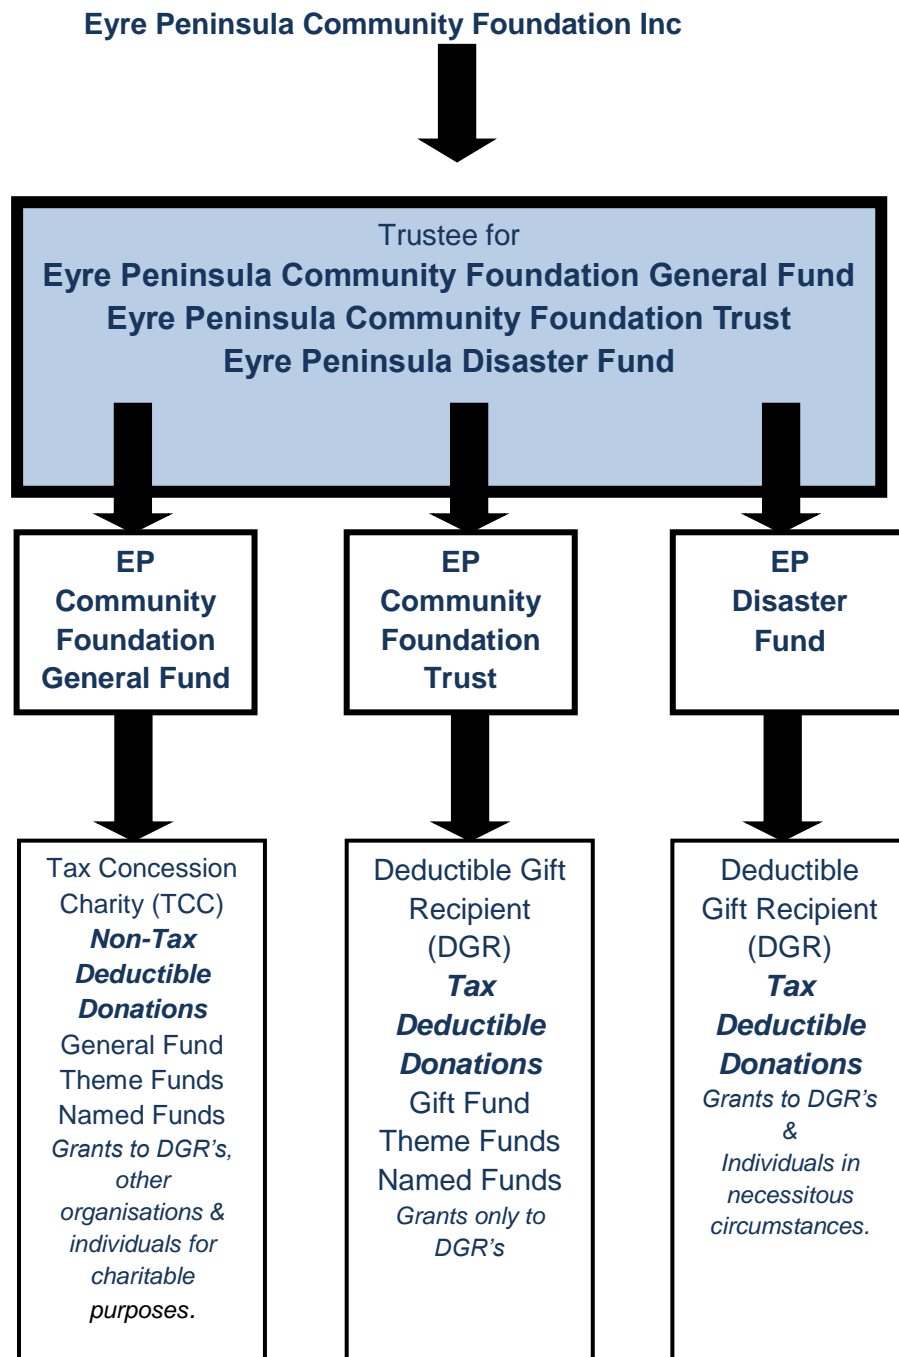 Eyre Peninsula Community Foundation Inc
Trustee for
Eyre Peninsula Community Foundation General Fund
Eyre Peninsula Community Foundation Trust
Eyre Peninsula Disaster Fund
EP
Community
Foundation
General Fund
EP
Community
Foundation
Trust
EP
Disaster
Fund
Tax Concession
Charity (TCC)
Non-Tax
Deductible
Donations
General Fund
Theme Funds
Named Funds
Grants to DGR’s,
other
organisations &
individuals for
charitable
purposes.
Deductible Gift
Recipient
(DGR)
Tax
Deductible
Donations
Gift Fund
Theme Funds
Named Funds
Grants only to
DGR’s
Deductible
Gift Recipient
(DGR)
Tax
Deductible
Donations
Grants to DGR’s
&
Individuals in
necessitous
circumstances.